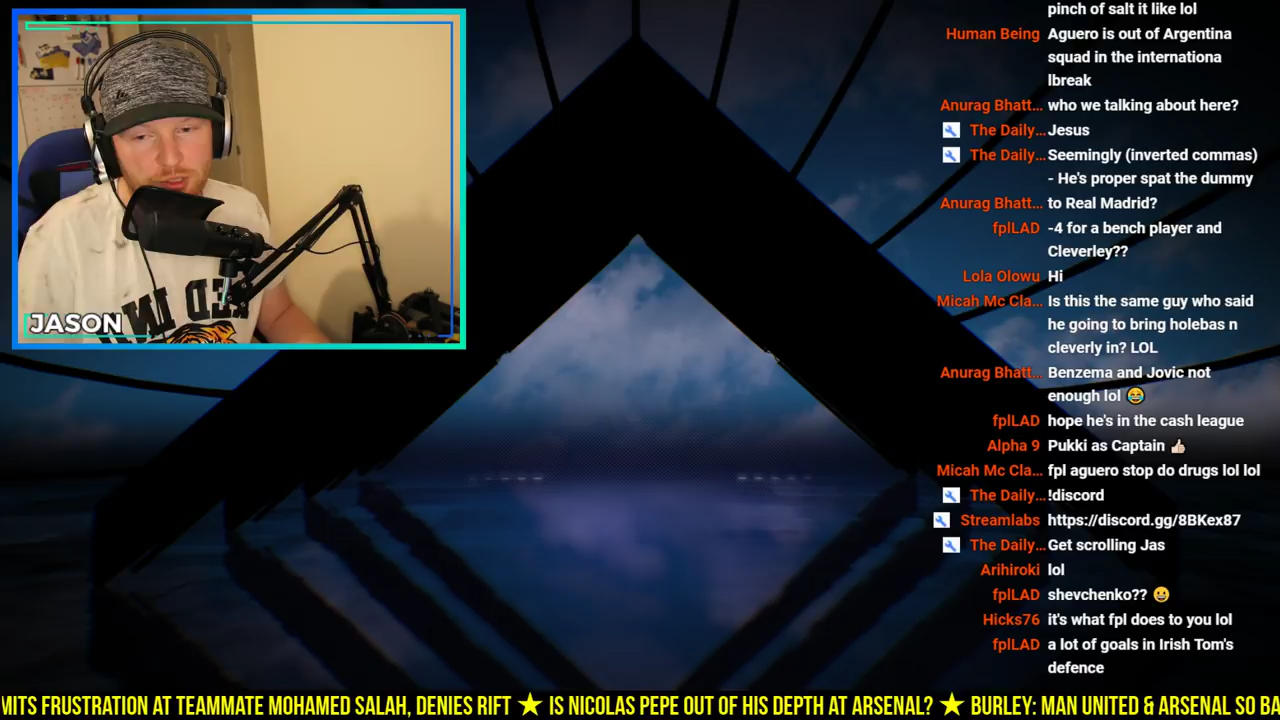 JASON
RED IN
pinch of salt it like lol
Human Being Aguero is out of Argentina
squad in the internationa
lbreak
Anurag Bhatt... who we talking about here?
The Daily... Jesus
The Daily... Seemingly (inverted commas)
- He's proper spat the dummy
Anurag Bhatt... to Real Madrid?
fplLAD -4 for a bench player and
Cleverley??
Lola Olowu Hi
Micah Mc Cla... Is this the same guy who said
he going to bring holebas n
cleverly in? LOL
Anurag Bhatt... Benzema and Jovic not
enough lol 😂
fplLAD hope he's in the cash league
Alpha 9 Pukki as Captain 👍🏻
Micah Mc Cla... fpl aguero stop do drugs lol lol
The Daily... !discord
Streamlabs https://discord.gg/8BKex87
The Daily... Get scrolling Jas
Arihiroki lol
fplLAD shevchenko?? 😀
Hicks76 it's what fpl does to you lol
fplLAD a lot of goals in Irish Tom's
defence
MITS FRUSTRATION AT TEAMMATE MOHAMED SALAH, DENIES RIFT ★ IS NICOLAS PEPE OUT OF HIS DEPTH AT ARSENAL? ★ BURLEY: MAN UNITED & ARSENAL SO BA